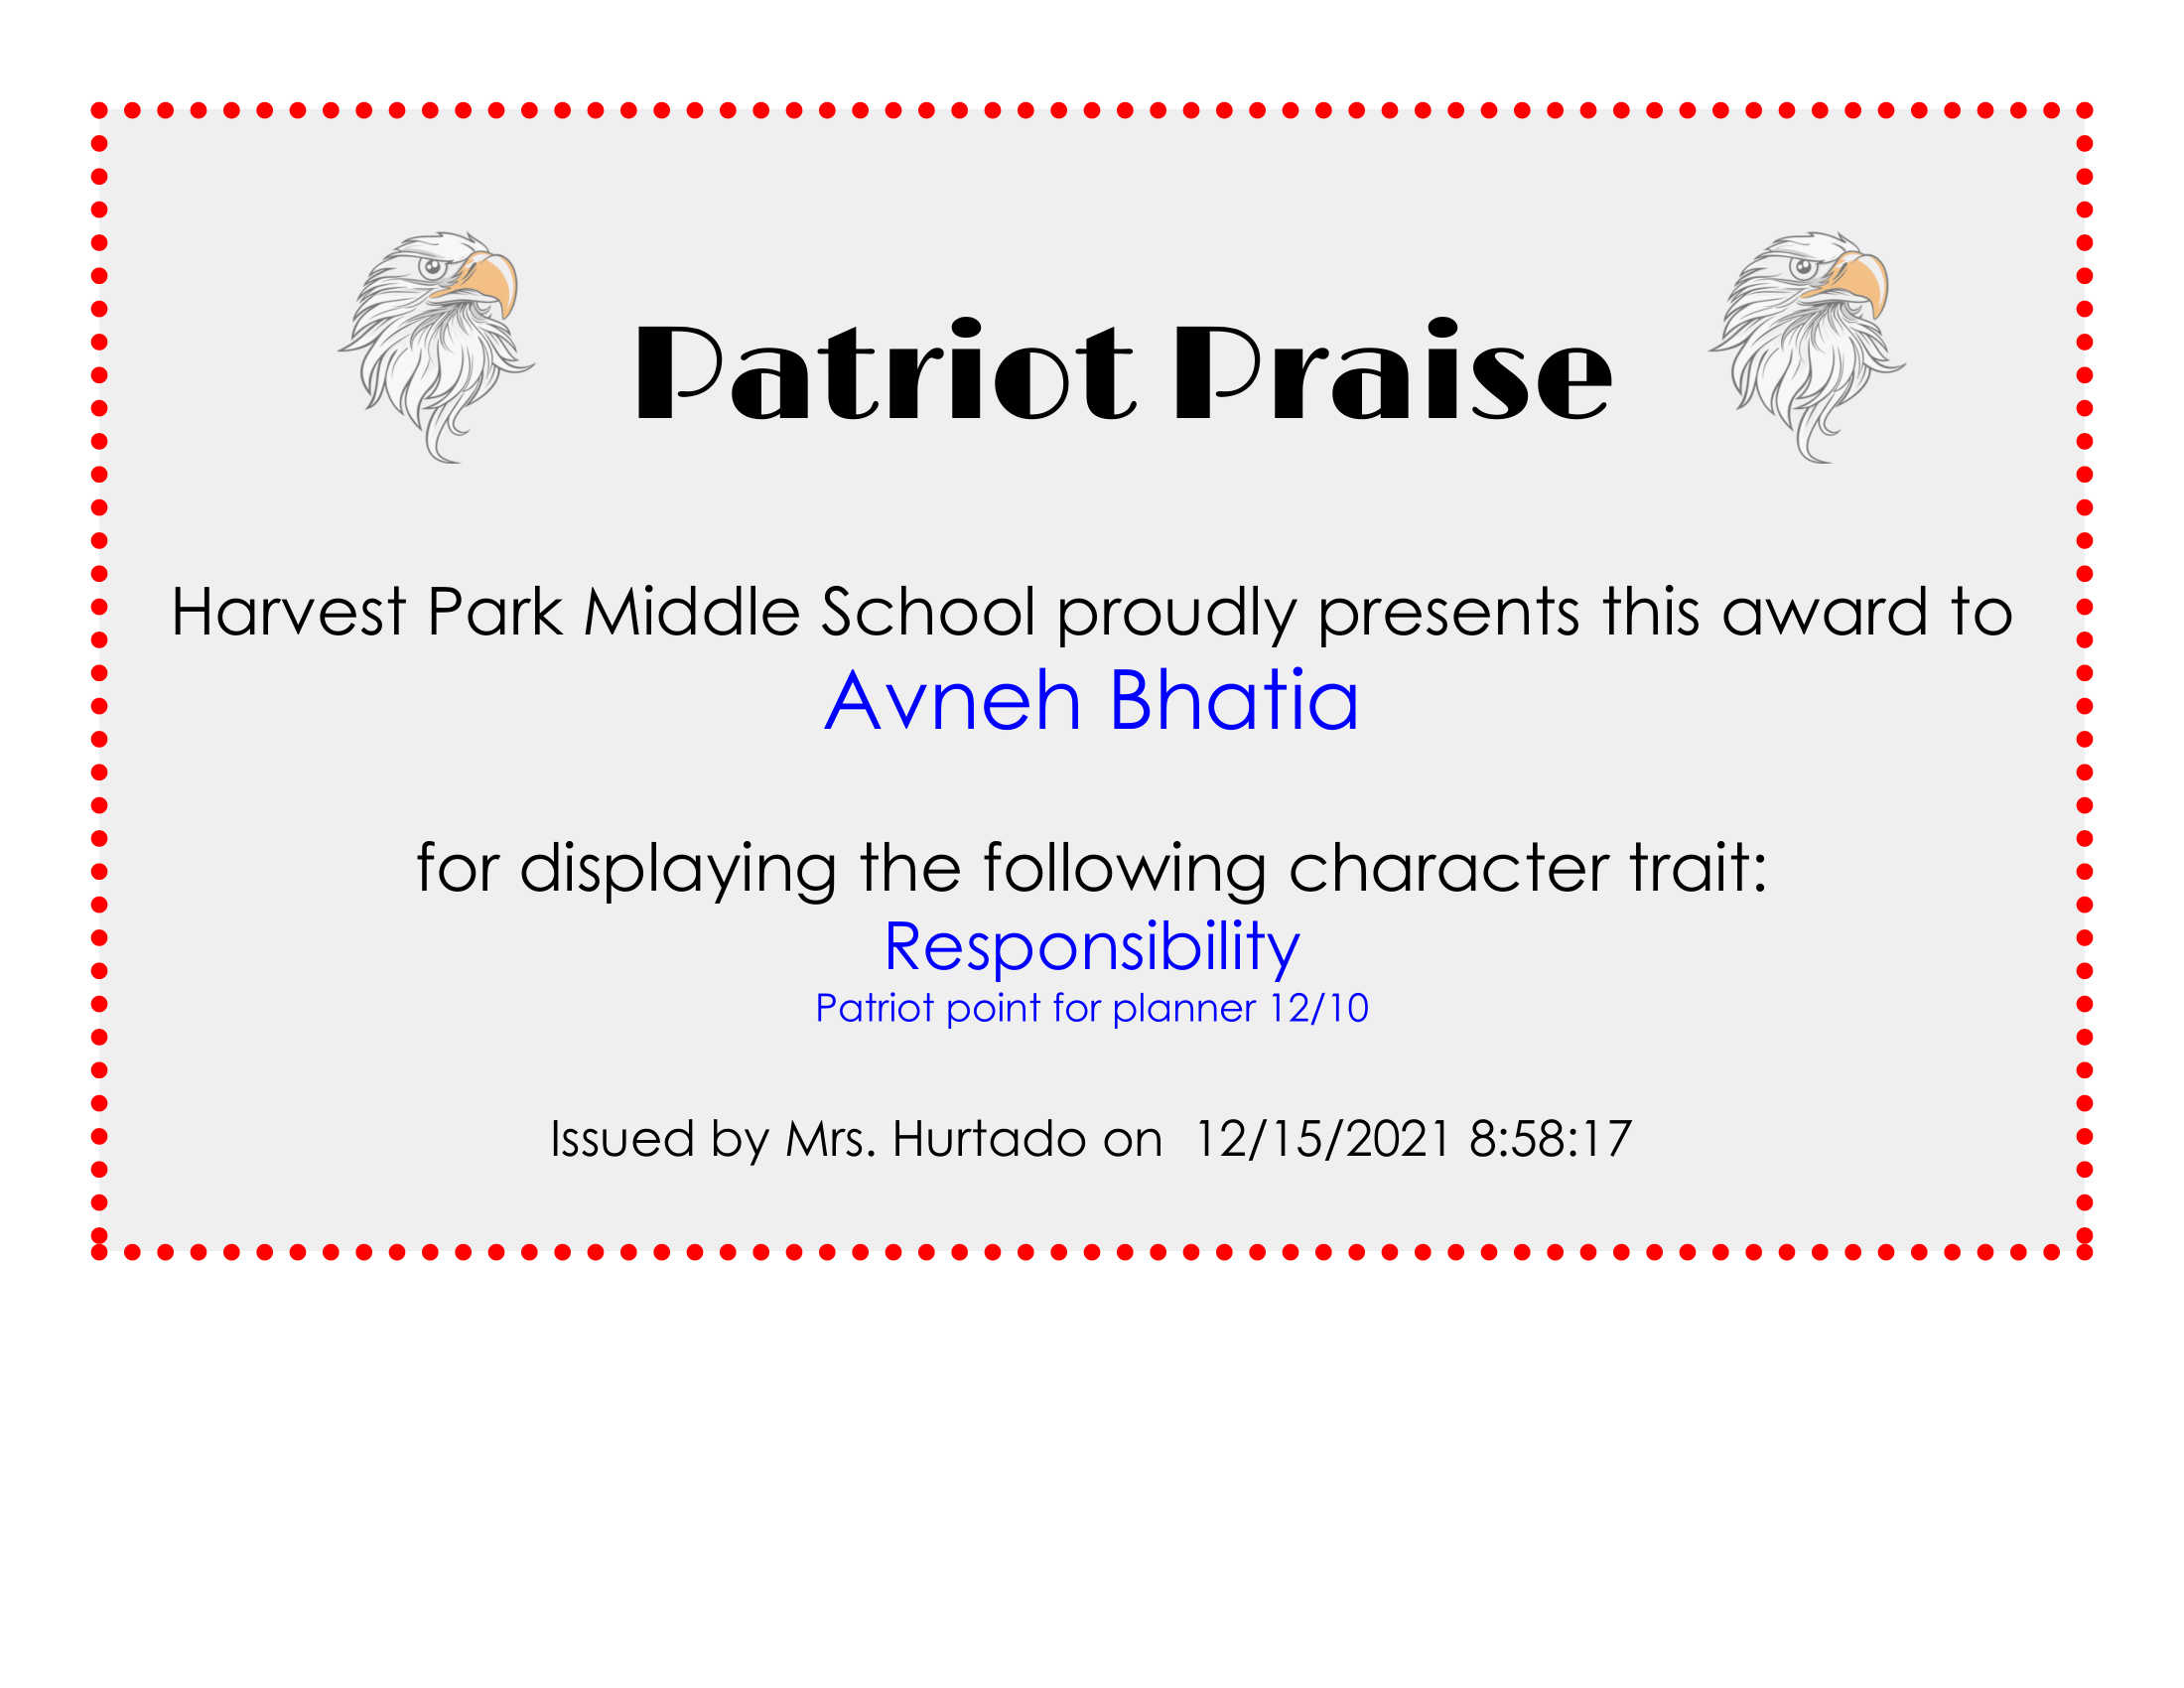 Patriot Praise
Harvest Park Middle School proudly presents this award to
Avneh Bhatia
for displaying the following character trait:
Responsibility
Patriot point for planner 12/10
Issued by Mrs. Hurtado on  12/15/2021 8:58:17